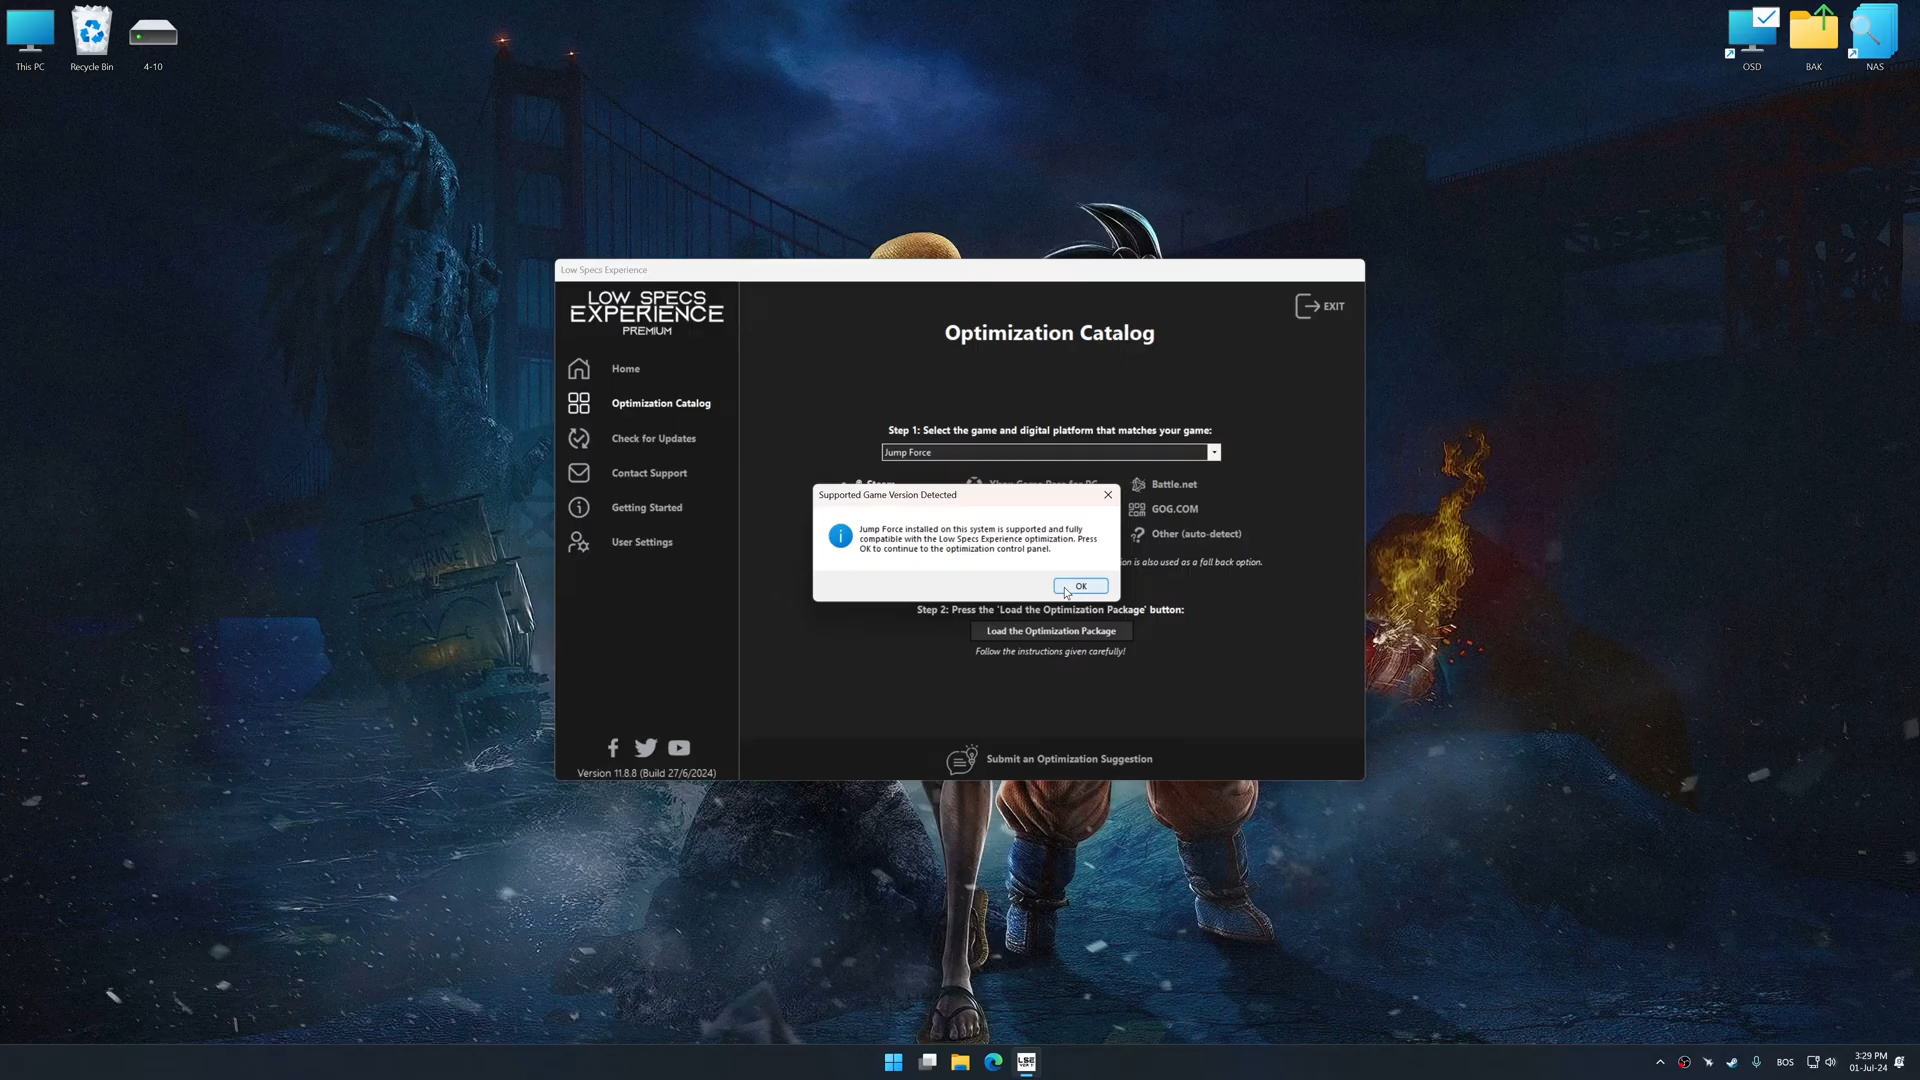 This PC
Recycle Bin
4-10
OSD
BAK
NAS
Low Specs Experience
LOW SPECS
EXPERIENCE
PREMIUM
Home
Optimization Catalog
Check for Updates
Contact Support
Getting Started
User Settings
Version 11.8.8 (Build 27/6/2024)
EXIT
Optimization Catalog
Step 1: Select the game and digital platform that matches your game:
Jump Force
Battle.net
GOG.COM
GOG.COM
Other (auto-detect)
ion is also used as a fall back option.
Supported Game Version Detected
Jump Force installed on this system is supported and fully
compatible with the Low Specs Experience optimization. Press
OK to continue to the optimization control panel.
OK
Step 2: Press the 'Load the Optimization Package' button:
Load the Optimization Package
Follow the instructions given carefully!
Submit an Optimization Suggestion
LSE
BOS
3:29 PM
01-Jul-24